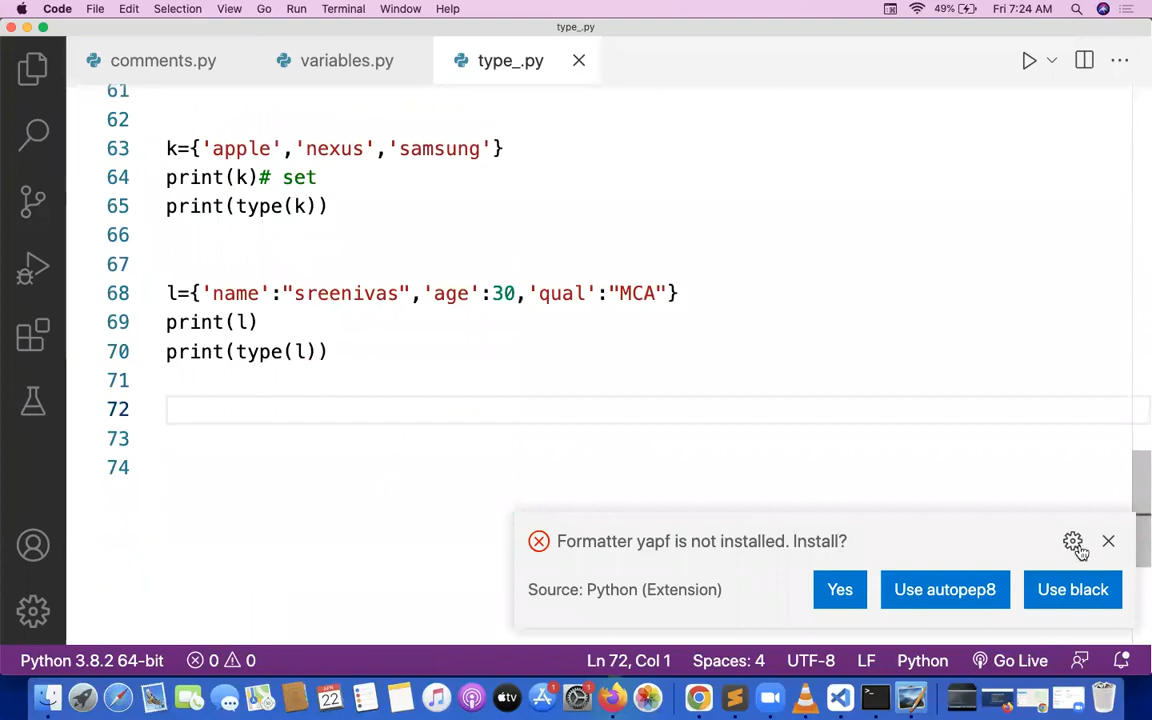 Code File Edit Selection View Go Run Terminal Window Help 49% Fri 7:24 AM
type_.py
comments.py variables.py type_.py
61
62
63 k={'apple','nexus','samsung'}
64 print(k)# set
65 print(type(k))
66
67
68 l={'name':"sreenivas",'age':30,'qual':"MCA"}
69 print(l)
70 print(type(l))
71
72
73
74
Formatter yapf is not installed. Install?
Source: Python (Extension) Yes Use autopep8 Use black
Python 3.8.2 64-bit 0 0 Ln 72, Col 1 Spaces: 4 UTF-8 LF Python Go Live
22 tv 1 1